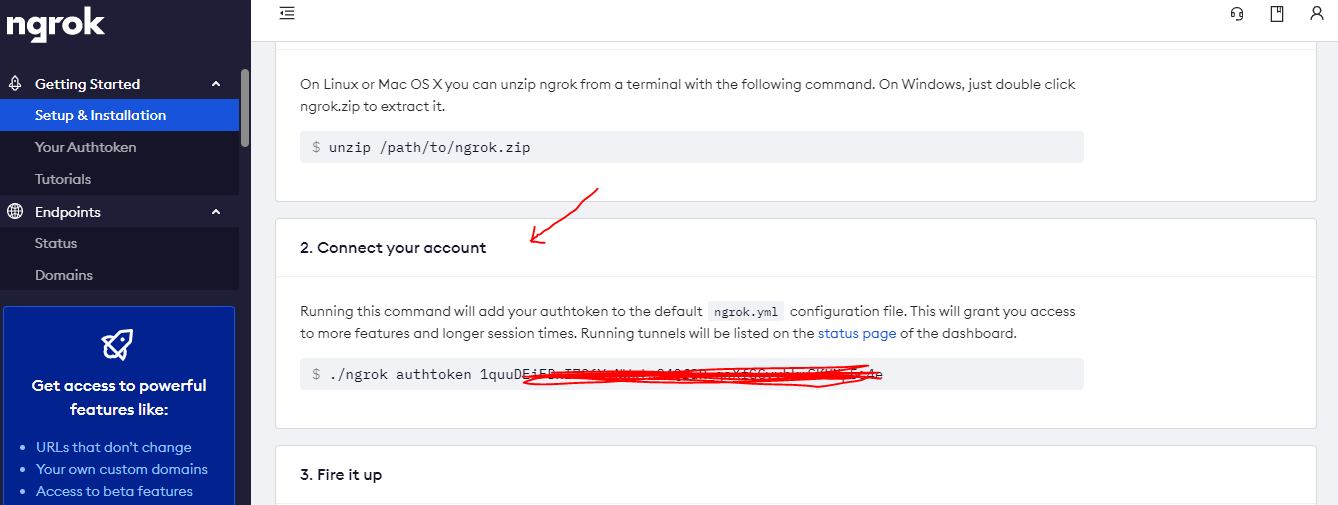 ngrok
Getting Started
Setup & Installation
Your Authtoken
Tutorials
Endpoints
Status
Domains
Get access to powerful
features like:
URLs that don't change
Your own custom domains
Access to beta features
On Linux or Mac OS X you can unzip ngrok from a terminal with the following command. On Windows, just double click
ngrok.zip to extract it.
$ unzip /path/to/ngrok.zip
2. Connect your account
Running this command will add your authtoken to the default ngrok.yml configuration file. This will grant you access
to more features and longer session times. Running tunnels will be listed on the status page of the dashboard.
$ ./ngrok authtoken
3. Fire it up